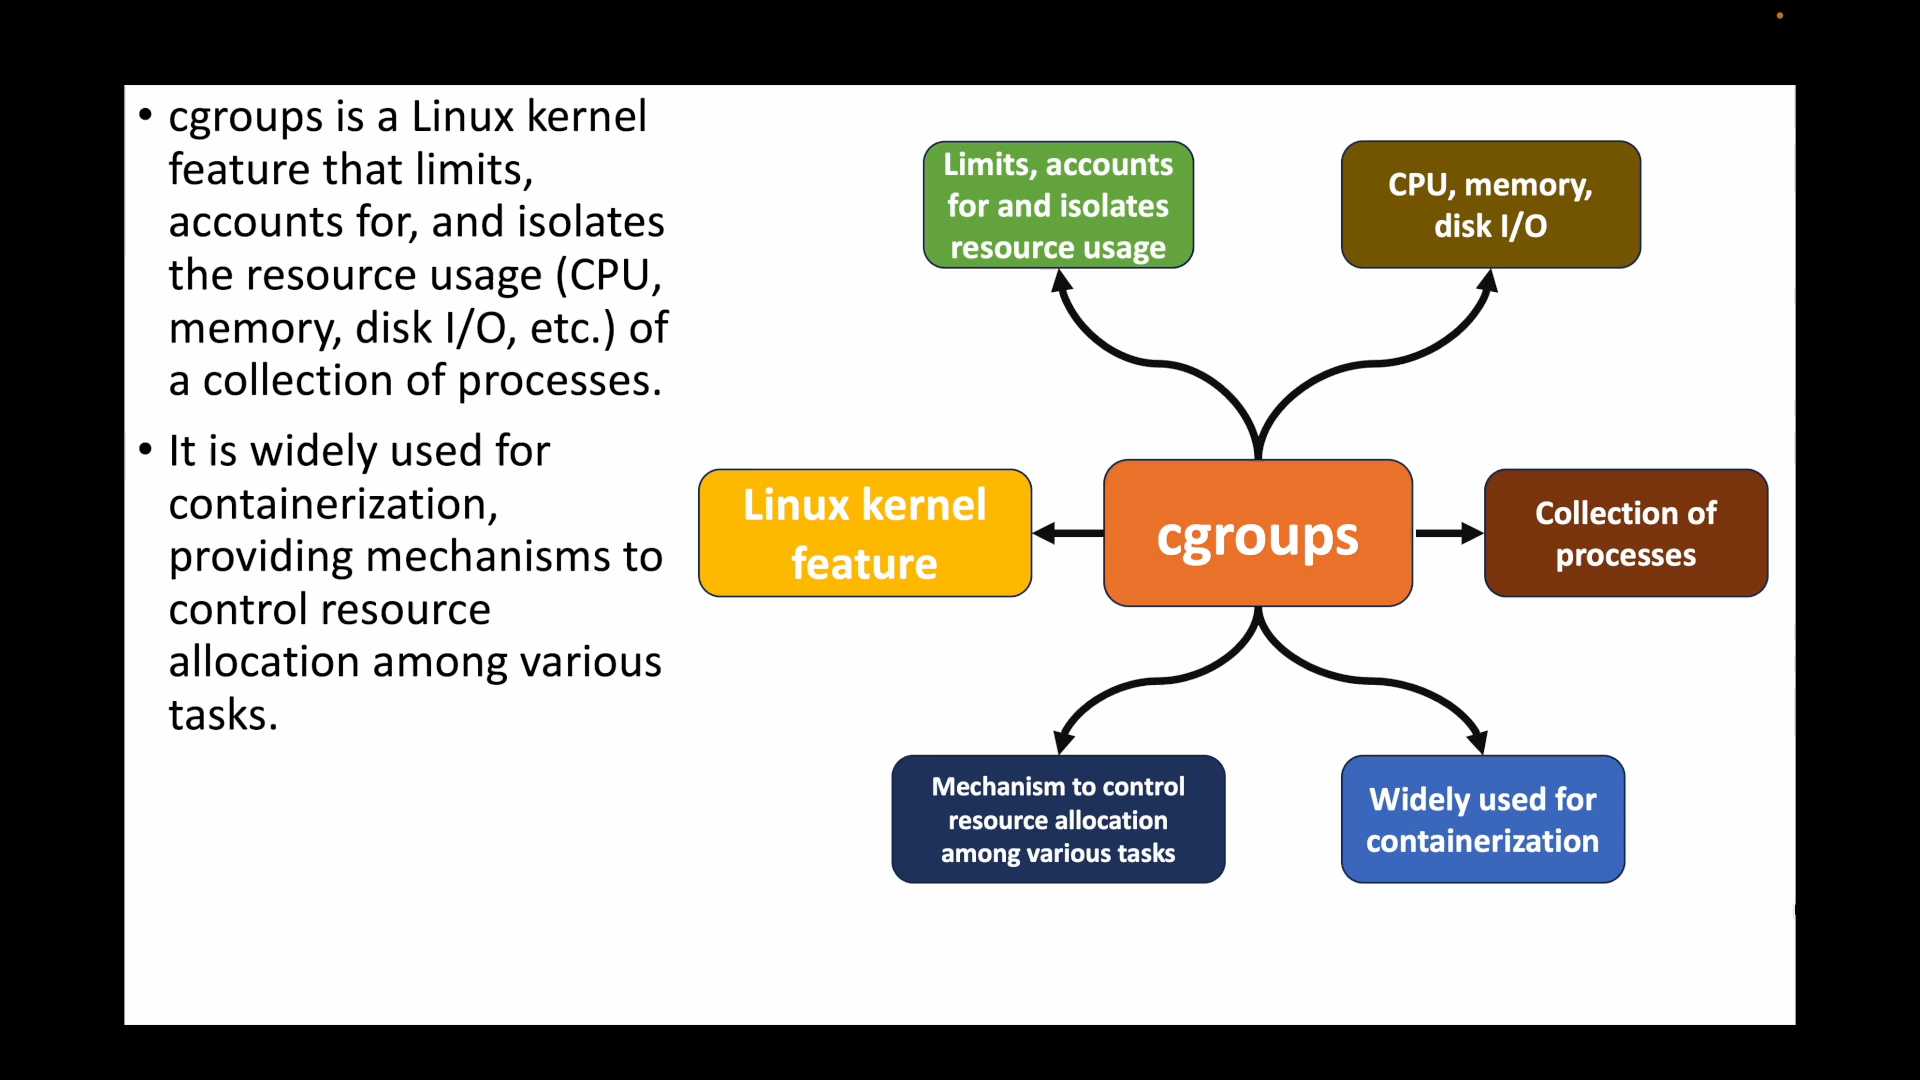 • cgroups is a Linux kernel
feature that limits,
accounts for, and isolates
the resource usage (CPU,
memory, disk I/O, etc.) of
a collection of processes.
• It is widely used for
containerization,
providing mechanisms to
control resource
allocation among various
tasks.
Limits, accounts
for and isolates
resource usage
CPU, memory,
disk I/O
Linux kernel
feature
cgroups
Collection of
processes
Mechanism to control
resource allocation
among various tasks
Widely used for
containerization